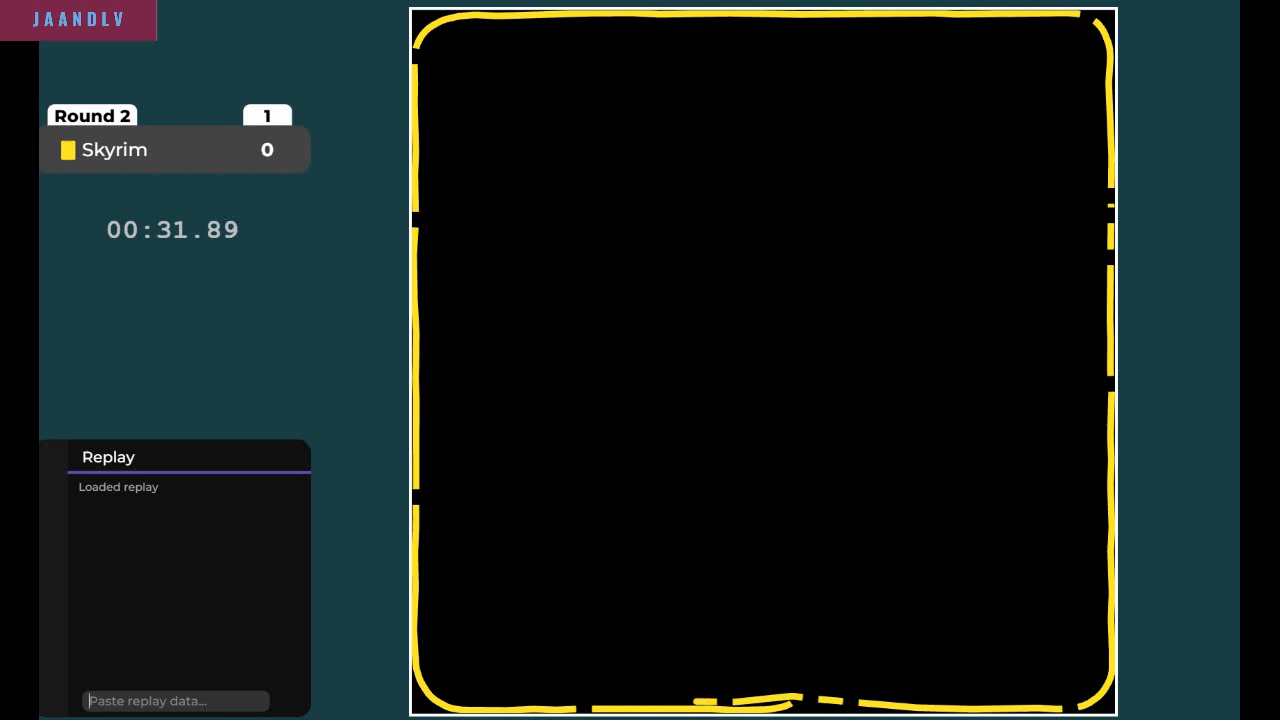 JAANDLV
Round 2 1
Skyrim 0
00:31.89
Replay
Loaded replay
Paste replay data...